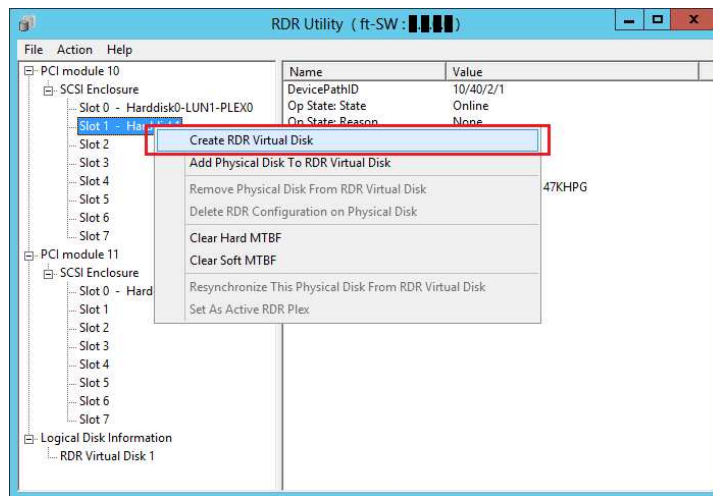 RDR Utility ( ft-SW : . . . )
File Action Help
PCI module 10
SCSI Enclosure
Slot 0 - Harddisk0-LUN1-PLEX0
Slot 1 -
Slot 2
Slot 3
Slot 4
Slot 5
Slot 6
Slot 7
PCI module 11
SCSI Enclosure
Slot 0 - Hard
Slot 1
Slot 2
Slot 3
Slot 4
Slot 5
Slot 6
Slot 7
Logical Disk Information
RDR Virtual Disk 1
Name Value
DevicePathID 10/40/2/1
Op State: State Online
Op State: Reason None
47KHPG
Create RDR Virtual Disk
Add Physical Disk To RDR Virtual Disk
Remove Physical Disk From RDR Virtual Disk
Delete RDR Configuration on Physical Disk
Clear Hard MTBF
Clear Soft MTBF
Resynchronize This Physical Disk From RDR Virtual Disk
Set As Active RDR Plex